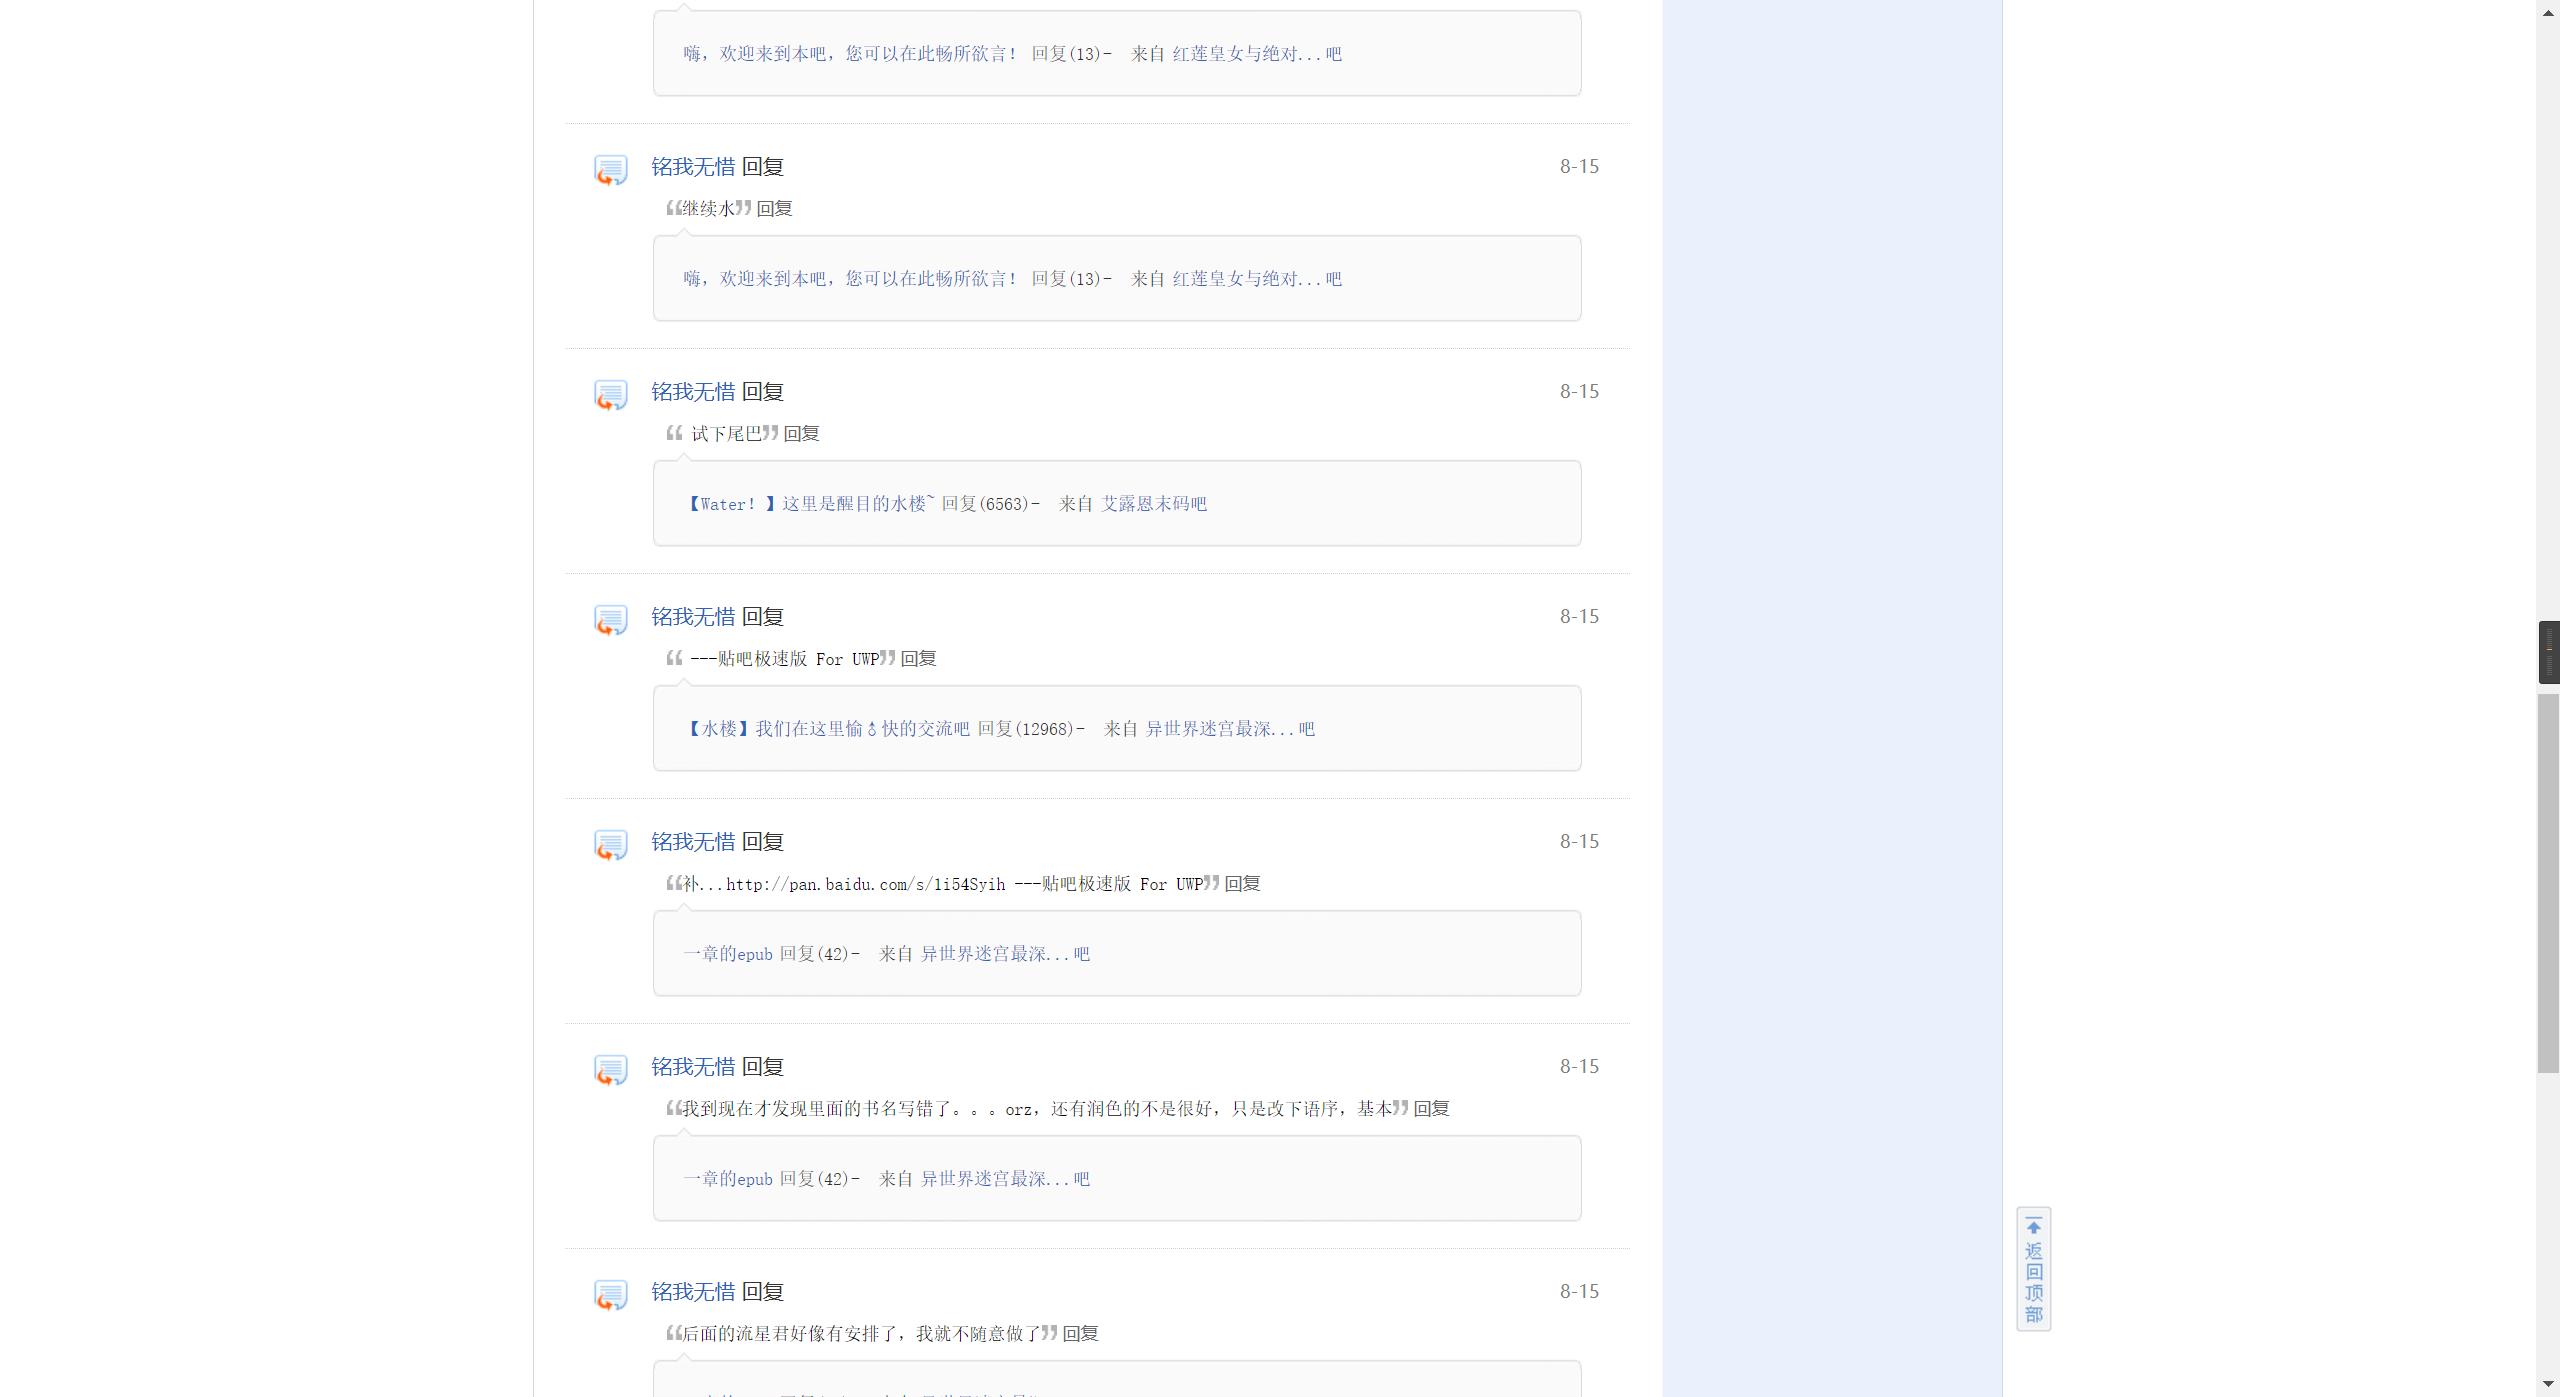 嗨，欢迎来到本吧，您可以在此畅所欲言！ 回复(13)- 来自 红莲皇女与绝对...吧
铭我无惜 回复 8-15
“继续水” 回复
嗨，欢迎来到本吧，您可以在此畅所欲言！ 回复(13)- 来自 红莲皇女与绝对...吧
铭我无惜 回复 8-15
“ 试下尾巴” 回复
【Water！】这里是醒目的水楼~ 回复(6563)- 来自 艾露恩末码吧
铭我无惜 回复 8-15
“ ---贴吧极速版 For UWP” 回复
【水楼】我们在这里愉♂快的交流吧 回复(12968)- 来自 异世界迷宫最深...吧
铭我无惜 回复 8-15
“补...http://pan.baidu.com/s/1i54Syih ---贴吧极速版 For UWP” 回复
一章的epub 回复(42)- 来自 异世界迷宫最深...吧
铭我无惜 回复 8-15
“我到现在才发现里面的书名写错了。。。orz，还有润色的不是很好，只是改下语序，基本” 回复
一章的epub 回复(42)- 来自 异世界迷宫最深...吧
铭我无惜 回复 8-15
“后面的流星君好像有安排了，我就不随意做了” 回复
返回顶部